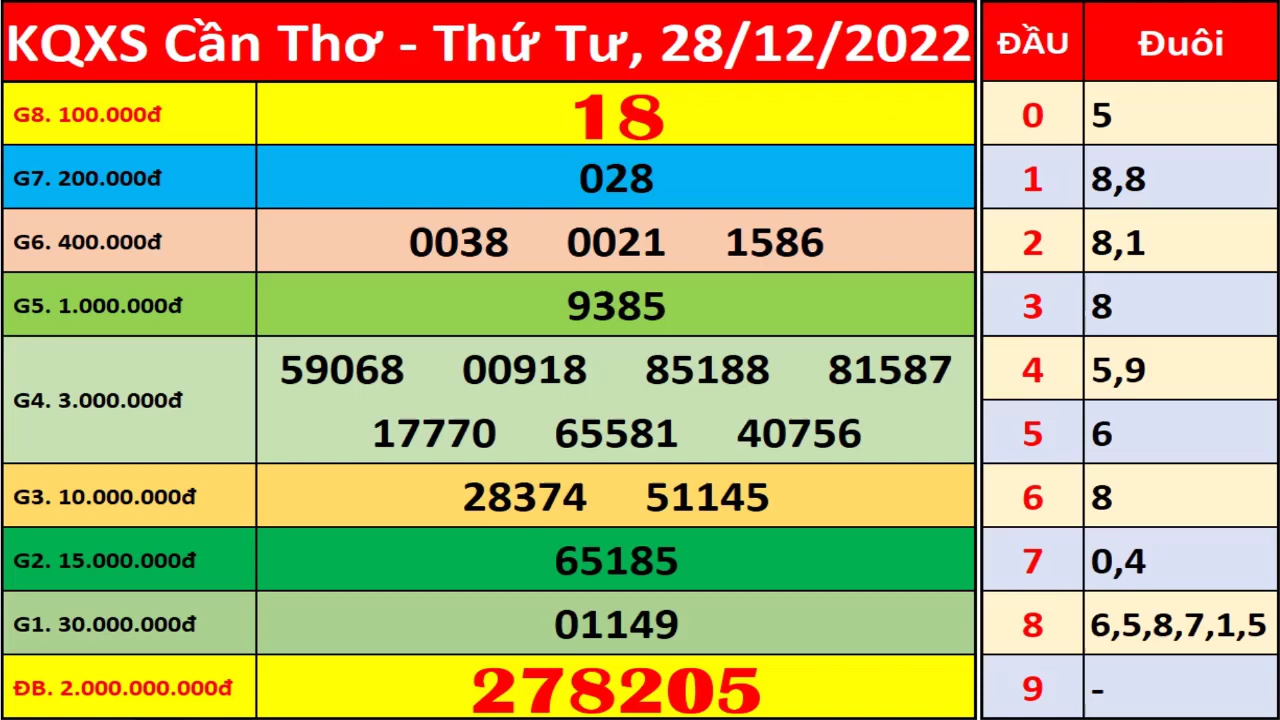 KQXS Cần Thơ - Thứ Tư, 28/12/2022 ĐẦU Đuôi
G8. 100.000đ 18 0 5
G7. 200.000đ 028 1 8,8
G6. 400.000đ 0038 0021 1586 2 8,1
G5. 1.000.000đ 9385 3 8
59068 00918 85188 81587 4 5,9
G4. 3.000.000đ
17770 65581 40756 5 6
G3. 10.000.000đ 28374 51145 6 8
G2. 15.000.000đ 65185 7 0,4
G1. 30.000.000đ 01149 8 6,5,8,7,1,5
ĐB. 2.000.000.000đ 278205 9 -